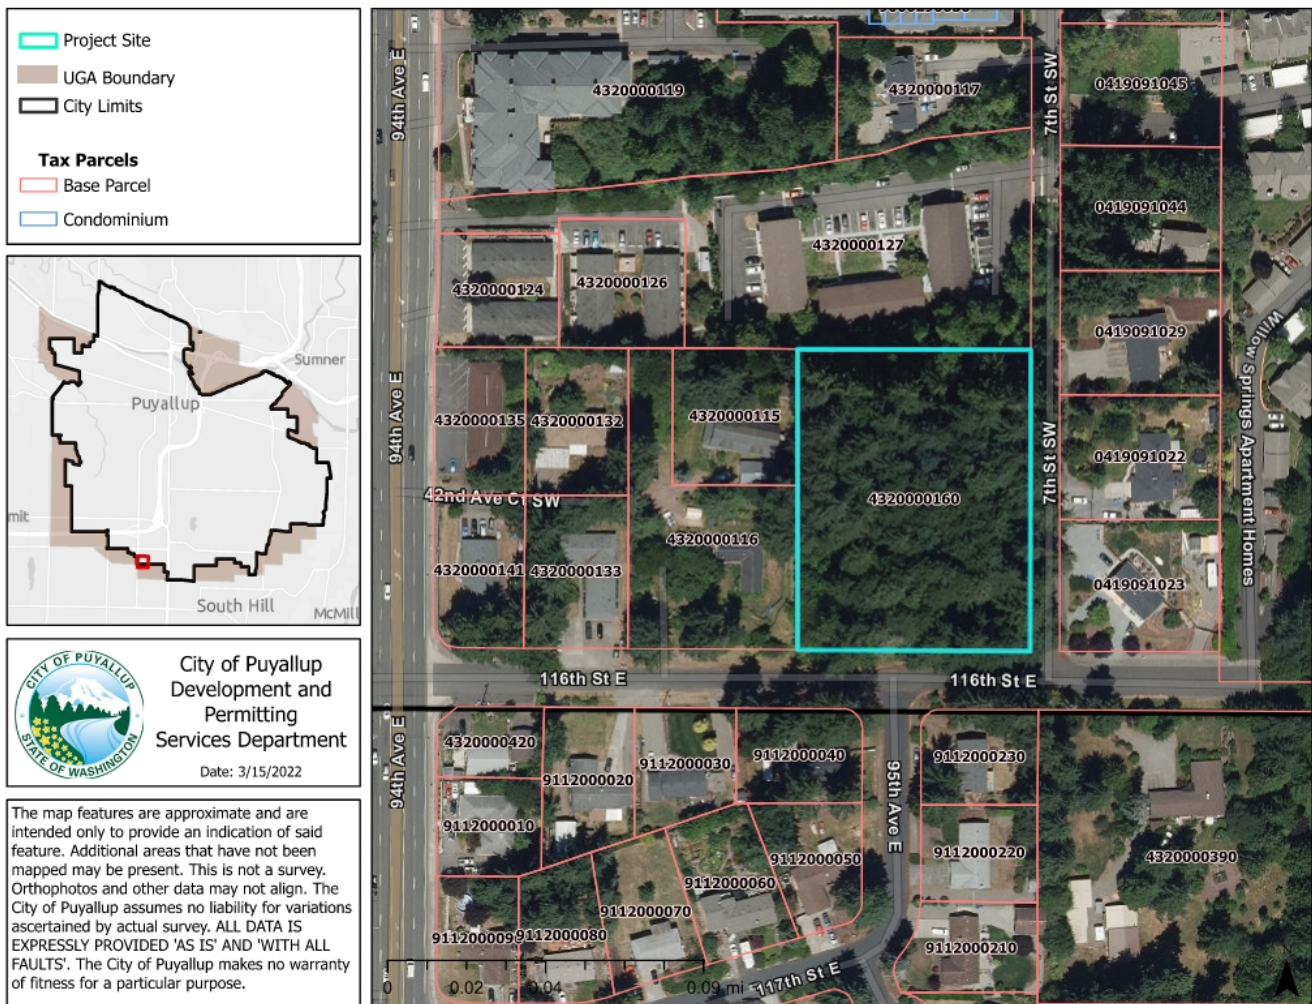 Project Site
UGA Boundary
City Limits
Tax Parcels
Base Parcel
Condominium
Puyallup
Sumner
South Hill
McMill
mit
CITY OF PUYALLUP
STATE OF WASHINGTON
City of Puyallup
Development and
Permitting
Services Department
Date: 3/15/2022
The map features are approximate and are
intended only to provide an indication of said
feature. Additional areas that have not been
mapped may be present. This is not a survey.
Orthophotos and other data may not align. The
City of Puyallup assumes no liability for variations
ascertained by actual survey. ALL DATA IS
EXPRESSLY PROVIDED 'AS IS' AND 'WITH ALL
FAULTS'. The City of Puyallup makes no warranty
of fitness for a particular purpose.
94th Ave E
4320000119
4320000117
7th St SW
0419091045
0419091044
4320000127
4320000124
4320000126
0419091029
Willow Springs Apartment Homes
94th Ave E
4320000135
4320000132
4320000115
7th St SW
0419091022
42nd Ave Ct SW
4320000160
4320000116
4320000141
4320000133
0419091023
116th St E
116th St E
94th Ave E
4320000420
9112000020
9112000030
9112000040
95th Ave E
9112000230
9112000010
9112000050
9112000220
4320000390
9112000060
9112000070
9112000080
9112000210
117th St E
0
0.02
0.04
0.09 mi